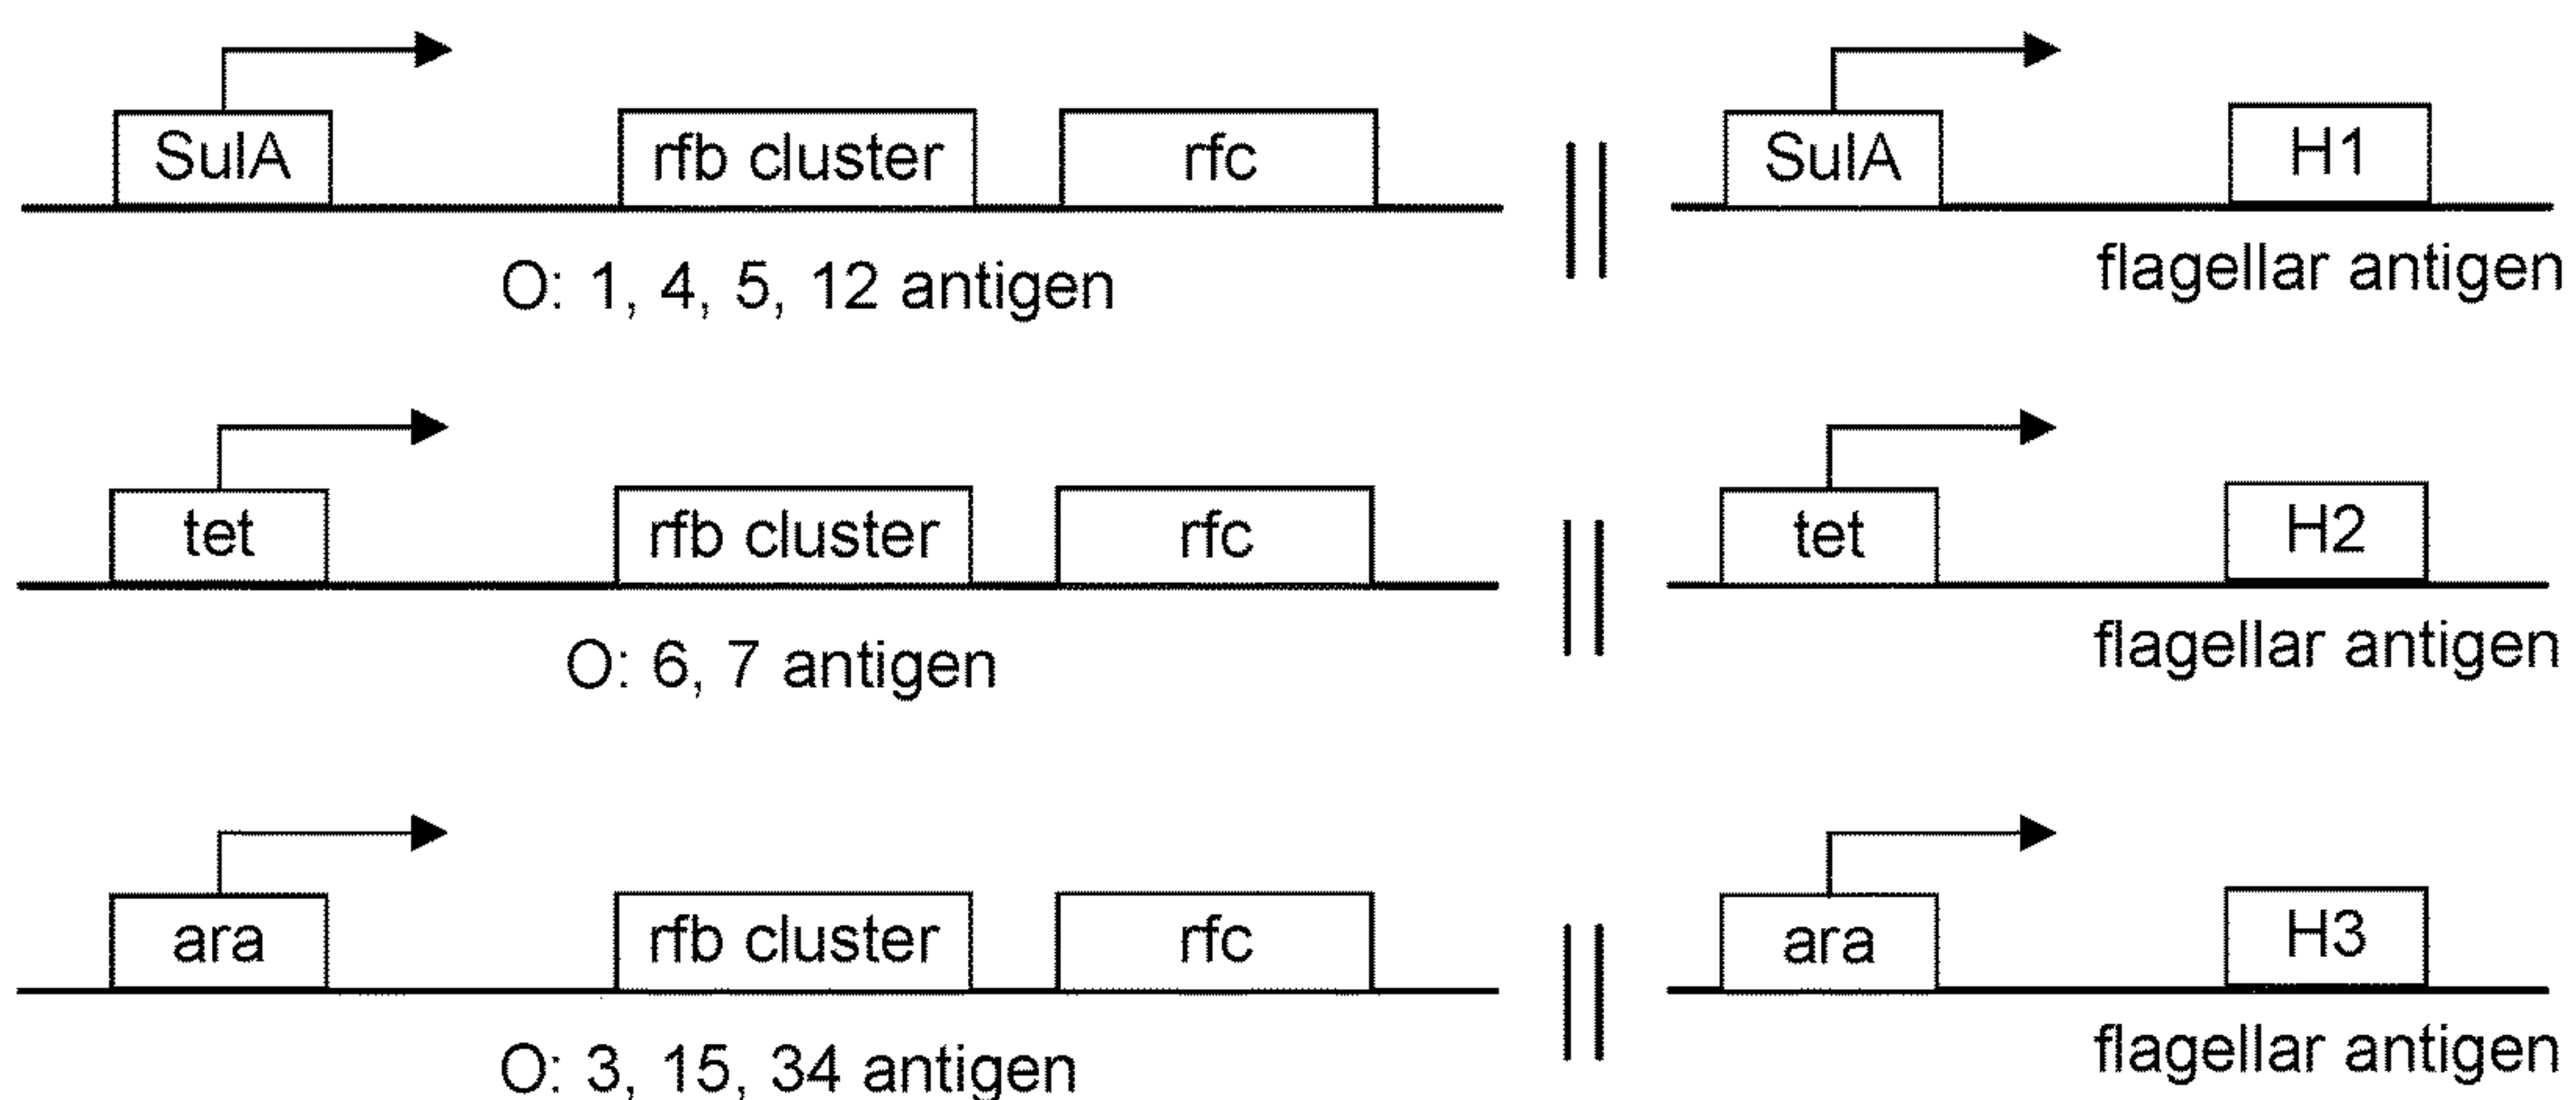 SulA rfb cluster rfc SulA H1
O: 1, 4, 5, 12 antigen flagellar antigen
tet rfb cluster rfc tet H2
O: 6, 7 antigen flagellar antigen
ara rfb cluster rfc ara H3
O: 3, 15, 34 antigen flagellar antigen